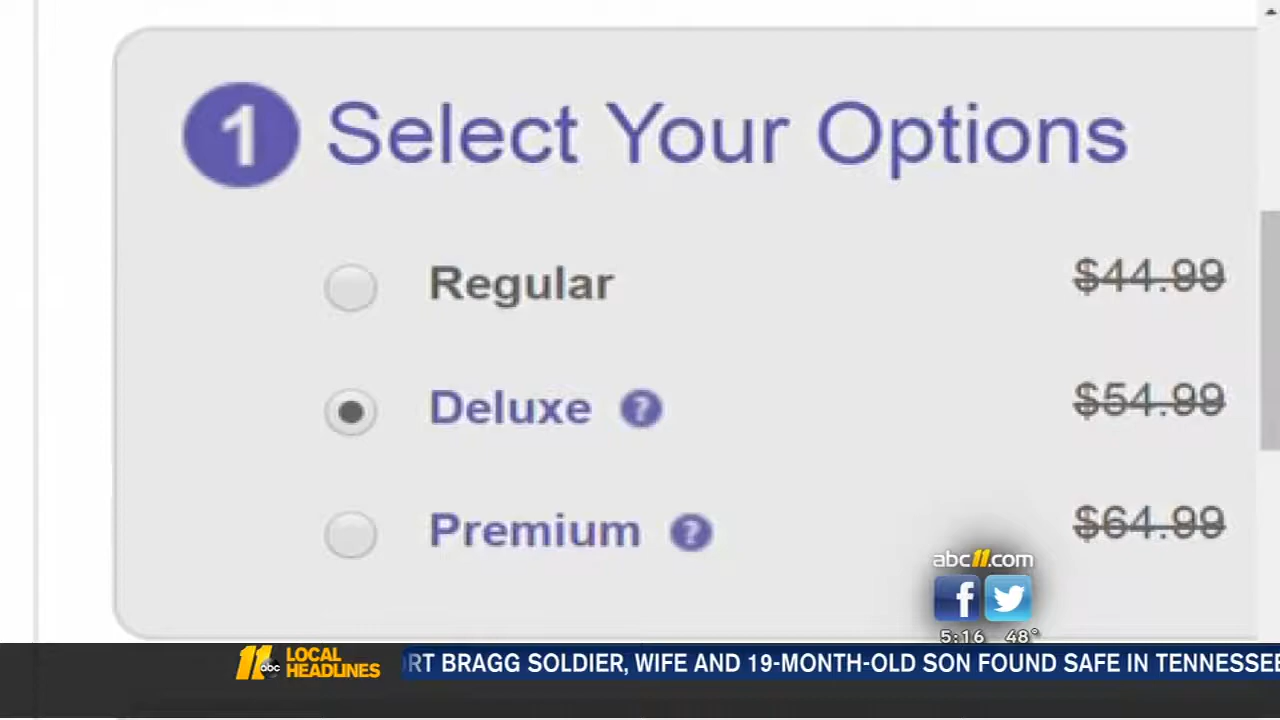 1 Select Your Options
Regular $44.99
Deluxe ? $54.99
Premium ? $64.99
abc11.com
f
5:16 48°
11 abc LOCAL
HEADLINES
RT BRAGG SOLDIER, WIFE AND 19-MONTH-OLD SON FOUND SAFE IN TENNESSEE